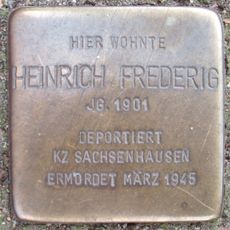 HIER WOHNTE
HEINRICH FREDERIG
JG. 1901
DEPORTIERT
KZ SACHSENHAUSEN
ERMORDET MÄRZ 1945